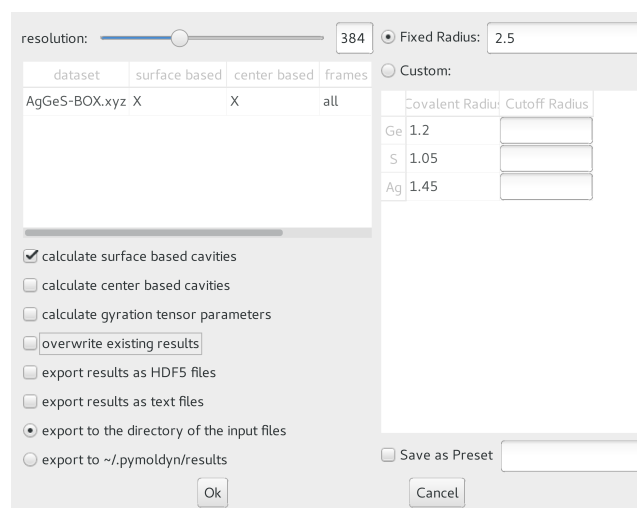 resolution: 384
dataset surface based center based frames
AgGeS-BOX.xyz X X all
calculate surface based cavities
calculate center based cavities
calculate gyration tensor parameters
overwrite existing results
export results as HDF5 files
export results as text files
export to the directory of the input files
export to ~/.pymoldyn/results
Ok
Fixed Radius: 2.5
Custom:
Covalent Radius Cutoff Radius
Ge 1.2
S 1.05
Ag 1.45
Save as Preset
Cancel